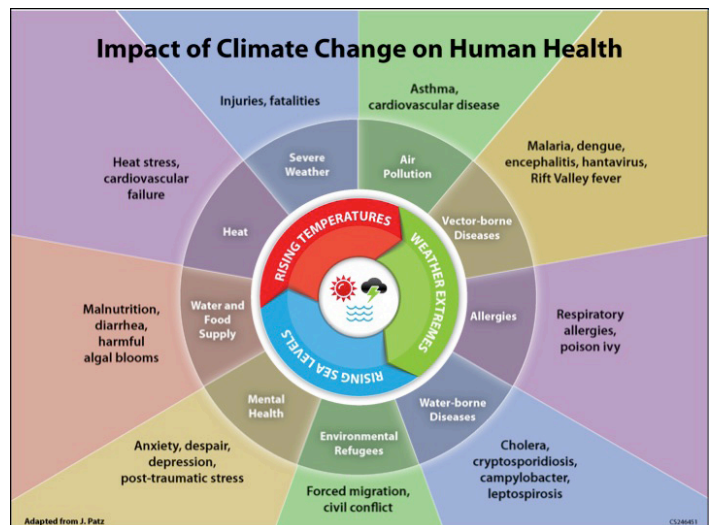 Impact of Climate Change on Human Health
Injuries, fatalities
Asthma,
cardiovascular disease
Malaria, dengue,
encephalitis, hantavirus,
Rift Valley fever
Respiratory
allergies,
poison ivy
Cholera,
cryptosporidiosis,
campylobacter,
leptospirosis
Forced migration,
civil conflict
Anxiety, despair,
depression,
post-traumatic stress
Malnutrition,
diarrhea,
harmful
algal blooms
Heat stress,
cardiovascular
failure
Severe
Weather
Air
Pollution
Vector-borne
Diseases
Allergies
Water-borne
Diseases
Environmental
Refugees
Mental
Health
Water and
Food
Supply
Heat
RISING TEMPERATURES
WEATHER EXTREMES
RISING SEA LEVELS
Adapted from J. Patz
CS246451